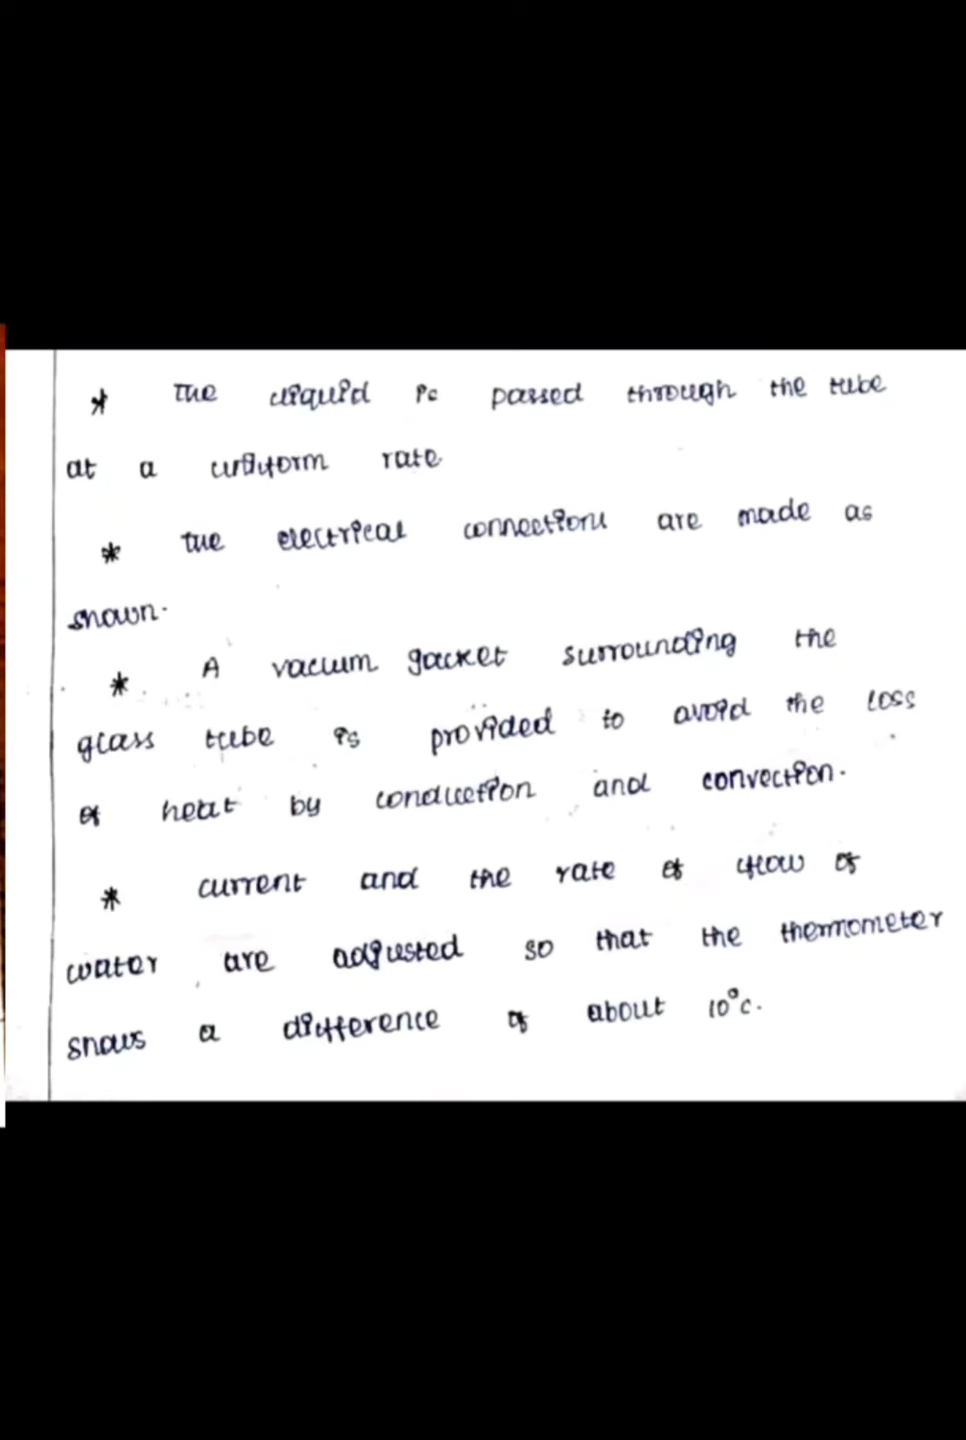 * The liquid is passed through the tube
at a uniform rate.
* The electrical connections are made as
shown.
* A vacuum gacket surrounding the
glass tube is provided to avoid the loss
of heat by conduction and convection.
* current and the rate of flow of
water are adjusted so that the thermometer
shows a difference of about 10°c.